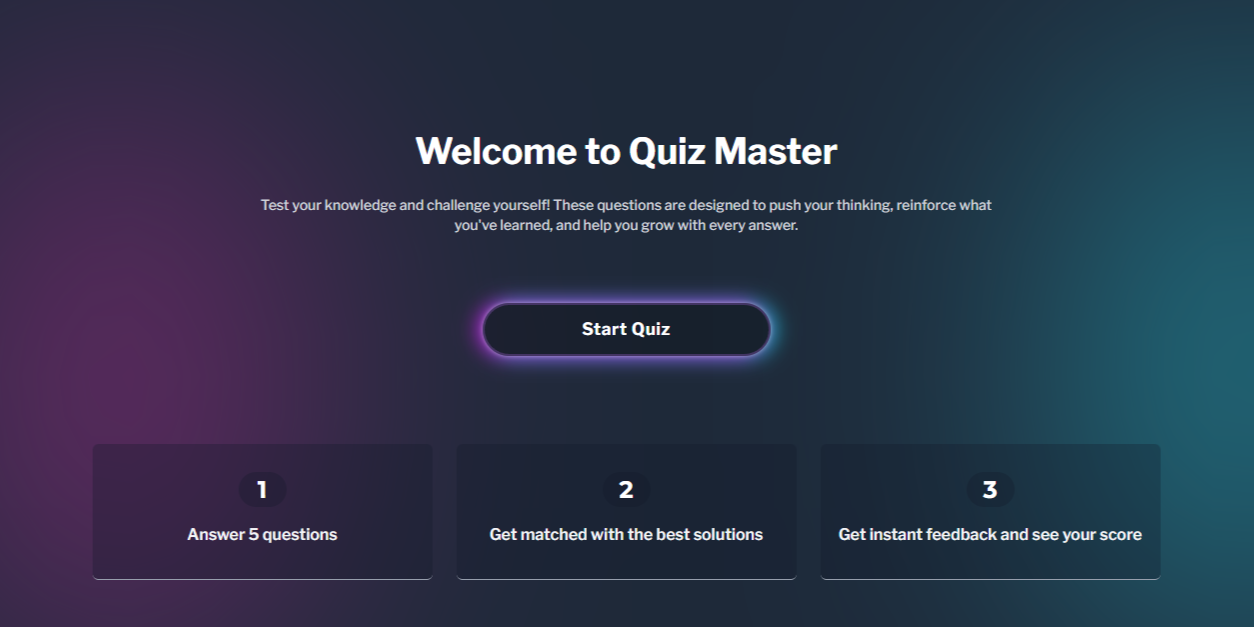 Welcome to Quiz Master
Test your knowledge and challenge yourself! These questions are designed to push your thinking, reinforce what
you've learned, and help you grow with every answer.
Start Quiz
1
Answer 5 questions
2
Get matched with the best solutions
3
Get instant feedback and see your score